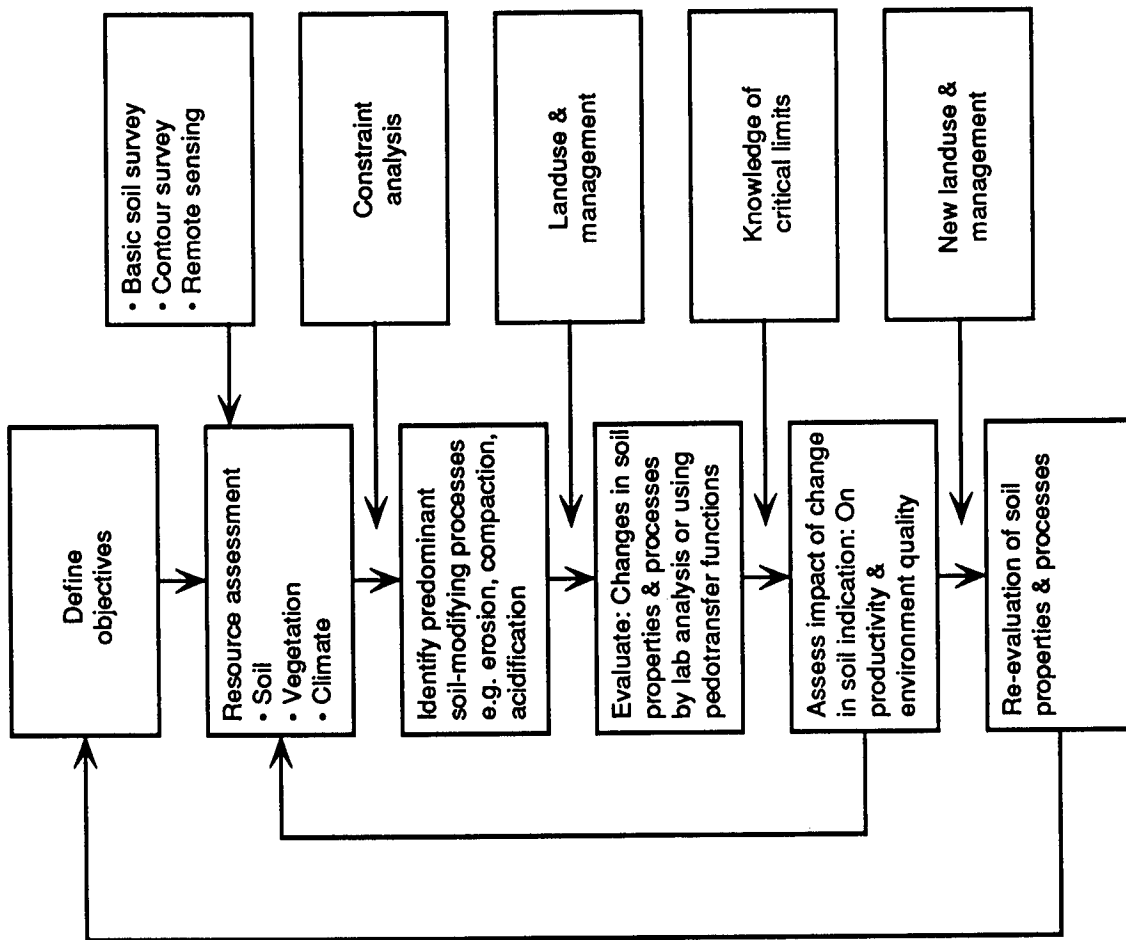 Define
objectives
Resource assessment
• Soil
• Vegetation
• Climate
Identify predominant
soil-modifying processes
e.g. erosion, compaction,
acidification
Evaluate: Changes in soil
properties & processes
by lab analysis or using
pedotransfer functions
Assess impact of change
in soil indication: On
productivity &
environment quality
Re-evaluation of soil
properties & processes
• Basic soil survey
• Contour survey
• Remote sensing
Constraint
analysis
Landuse &
management
Knowledge of
critical limits
New landuse &
management